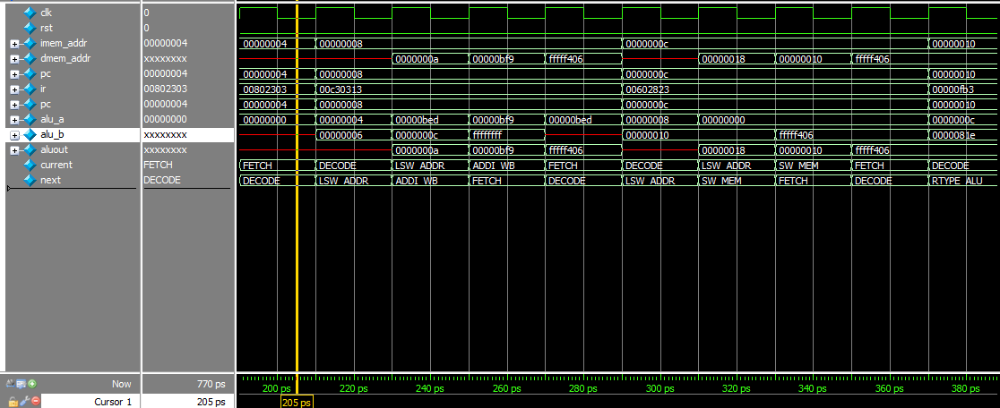 clk 0
rst 0
imem_addr 00000004 00000004 00000008 0000000c 00000010
dmem_addr xxxxxxxx 0000000a 00000bf9 fffff406 00000018 00000010 fffff406
pc 00000004 00000004 00000008 0000000c 00000010
ir 00802303 00802303 00c30313 00602823 00000fb3
pc 00000004 00000004 00000008 0000000c 00000010
alu_a 00000000 00000000 00000004 00000bed 00000bf9 00000bed 00000008 00000000 0000000c
alu_b xxxxxxxx 00000006 0000000c ffffffff 00000010 fffff406 0000081e
aluout xxxxxxxx 0000000a 00000bf9 fffff406 00000018 00000010 fffff406
current FETCH FETCH DECODE LSW_ADDR ADDI_WB FETCH DECODE LSW_ADDR SW_MEM FETCH DECODE
next DECODE DECODE LSW_ADDR ADDI_WB FETCH DECODE LSW_ADDR SW_MEM FETCH DECODE RTYPE_ALU
Now 770 ps 200 ps 220 ps 240 ps 260 ps 280 ps 300 ps 320 ps 340 ps 360 ps 380 ps
Cursor 1 205 ps 205 ps